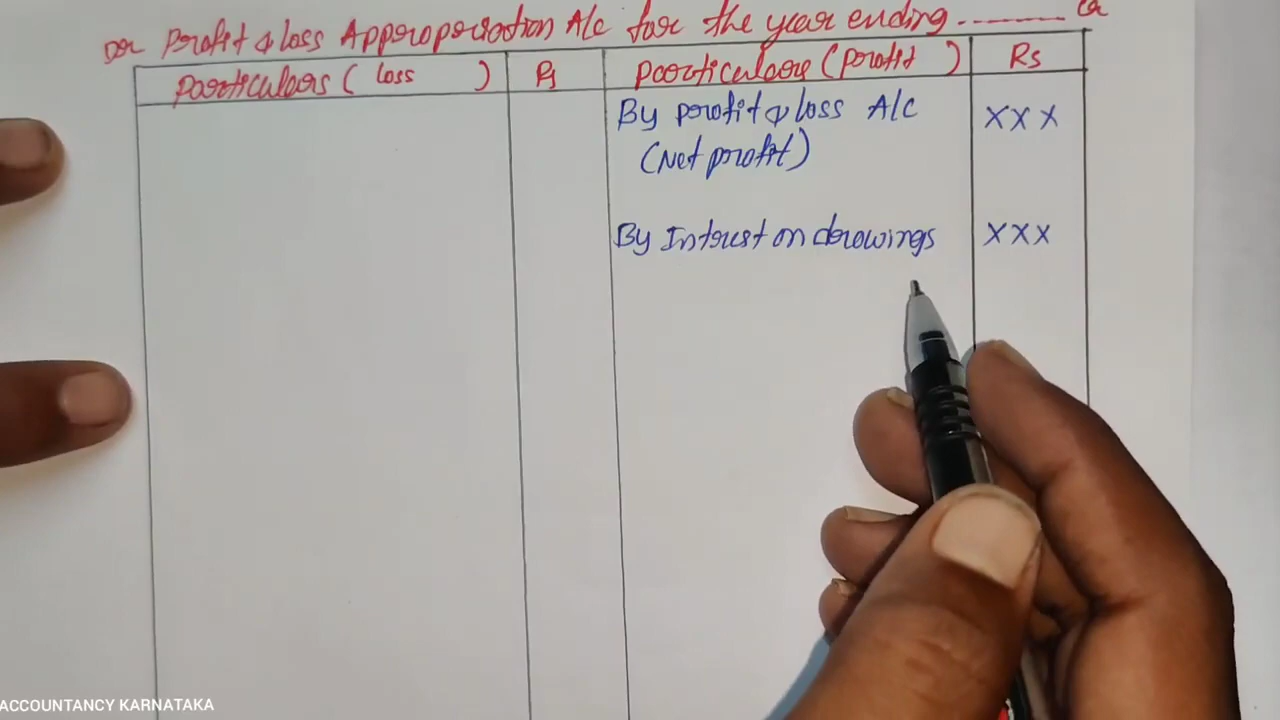 Dr Profit & loss Appropriation A/c for the year ending ........ Cr
Particulars ( loss ) Rs Particulars (profit ) Rs
By profit & loss A/c XXX
(Net profit)
By Interest on drawings XXX
ACCOUNTANCY KARNATAKA